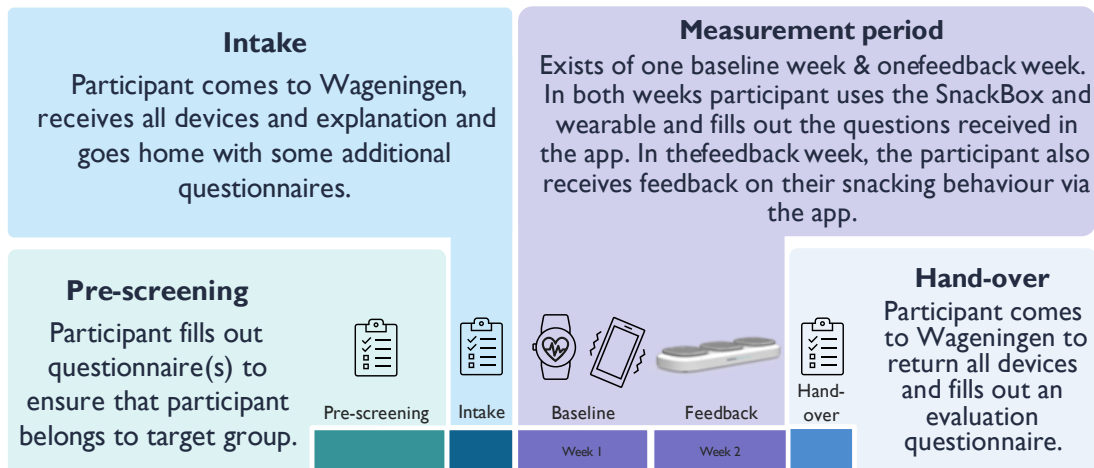 Intake
Participant comes to Wageningen,
receives all devices and explanation and
goes home with some additional
questionnaires.
Measurement period
Exists of one baseline week & onefeedback week.
In both weeks participant uses the SnackBox and
wearable and fills out the questions received in
the app. In thefeedback week, the participant also
receives feedback on their snacking behaviour via
the app.
Pre-screening
Participant fills out
questionnaire(s) to
ensure that participant
belongs to target group.
Hand-over
Participant comes
to Wageningen to
return all devices
and fills out an
evaluation
questionnaire.
Pre-screening
Intake
Baseline
Feedback
Hand-
over
Week 1
Week 2